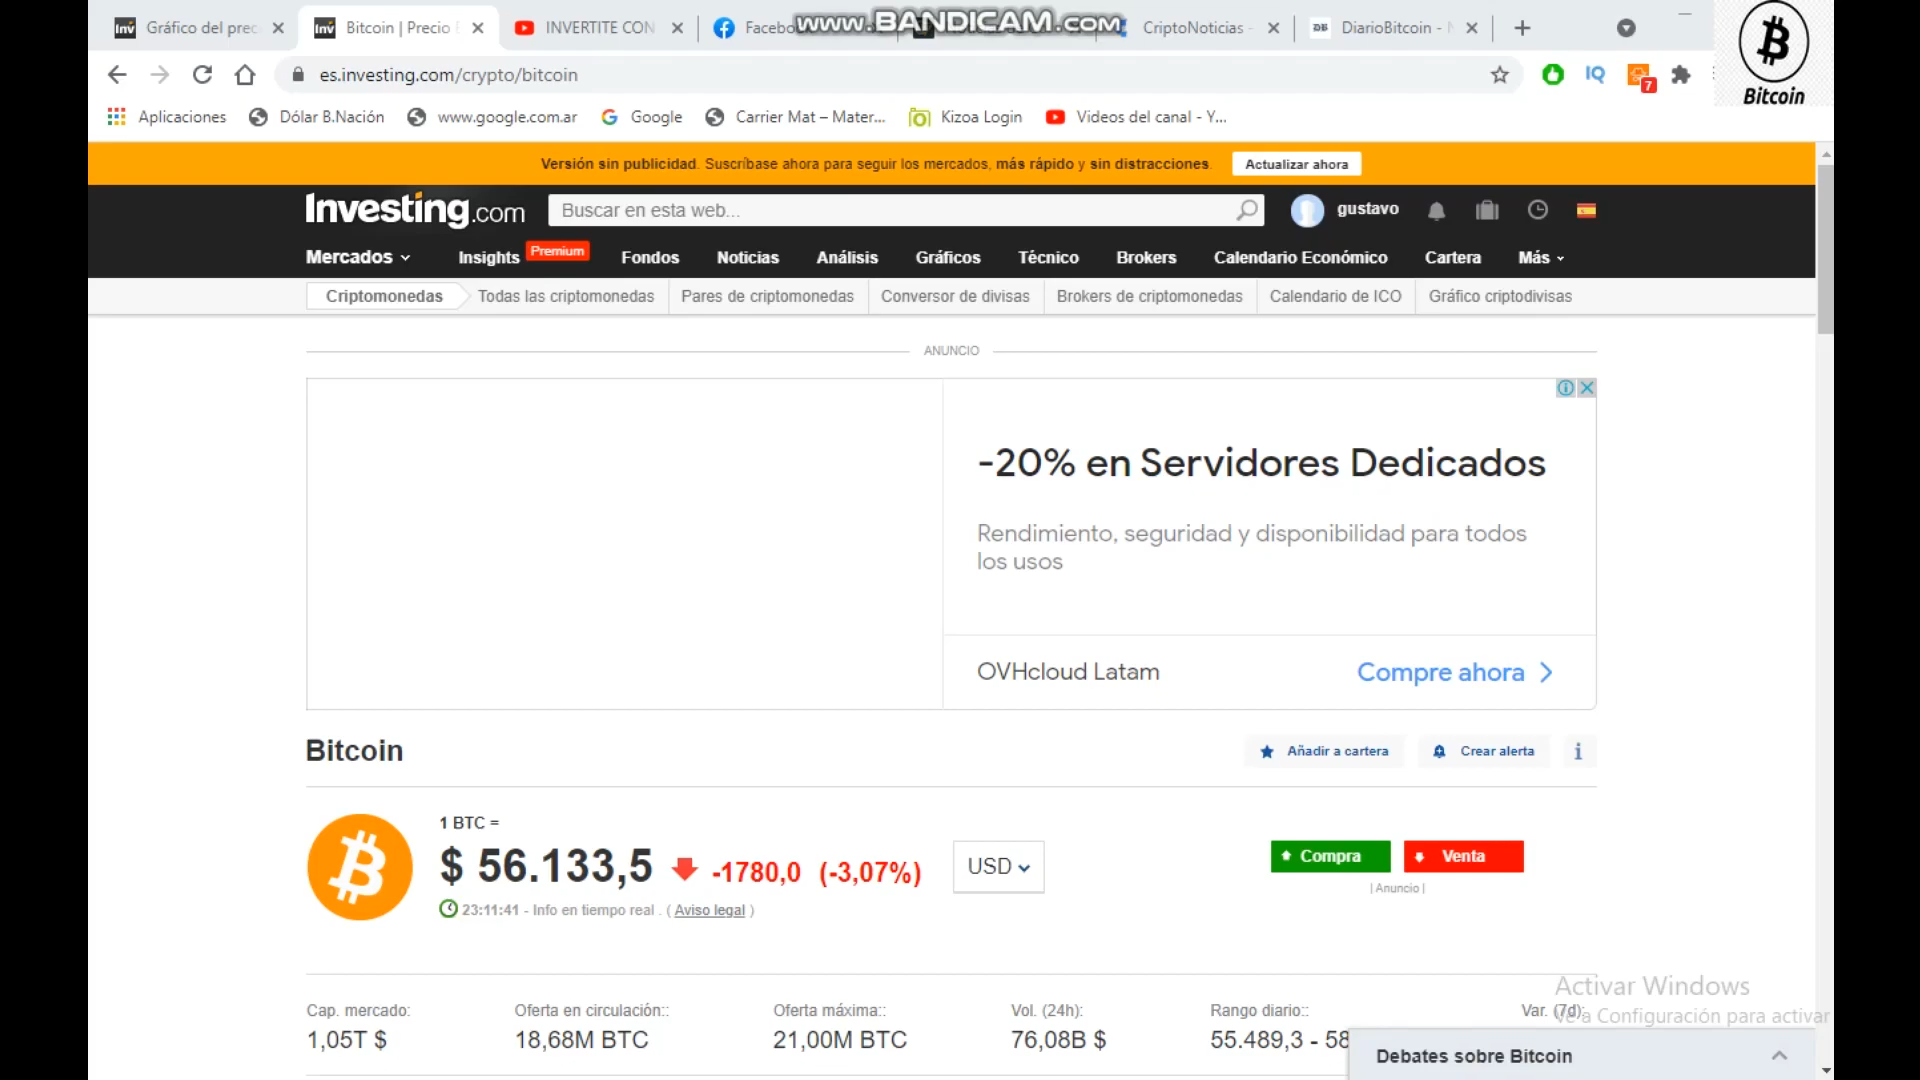 Gráfico del prec
Bitcoin | Precio
INVERTITE CON
Facebo
www.BANDICAM.com
CriptoNoticias -
DiarioBitcoin - N
es.investing.com/crypto/bitcoin
IQ
7
Bitcoin
Aplicaciones
Dólar B.Nación
www.google.com.ar
Google
Carrier Mat – Mater...
Kizoa Login
Videos del canal - Y...
Versión sin publicidad. Suscríbase ahora para seguir los mercados, más rápido y sin distracciones.
Actualizar ahora
Investing.com
Buscar en esta web...
gustavo
Mercados
Insights
Premium
Fondos
Noticias
Análisis
Gráficos
Técnico
Brokers
Calendario Económico
Cartera
Más
Criptomonedas
Todas las criptomonedas
Pares de criptomonedas
Conversor de divisas
Brokers de criptomonedas
Calendario de ICO
Gráfico criptodivisas
ANUNCIO
-20% en Servidores Dedicados
Rendimiento, seguridad y disponibilidad para todos
los usos
OVHcloud Latam
Compre ahora
Bitcoin
Añadir a cartera
Crear alerta
1 BTC =
$ 56.133,5
-1780,0 (-3,07%)
USD
Compra
Venta
| Anuncio |
23:11:41 - Info en tiempo real . ( Aviso legal )
Activar Windows
Ve a Configuración para activar
Cap. mercado:
Oferta en circulación::
Oferta máxima::
Vol. (24h):
Rango diario::
Var. (7d):
1,05T $
18,68M BTC
21,00M BTC
76,08B $
55.489,3 - 58
Debates sobre Bitcoin